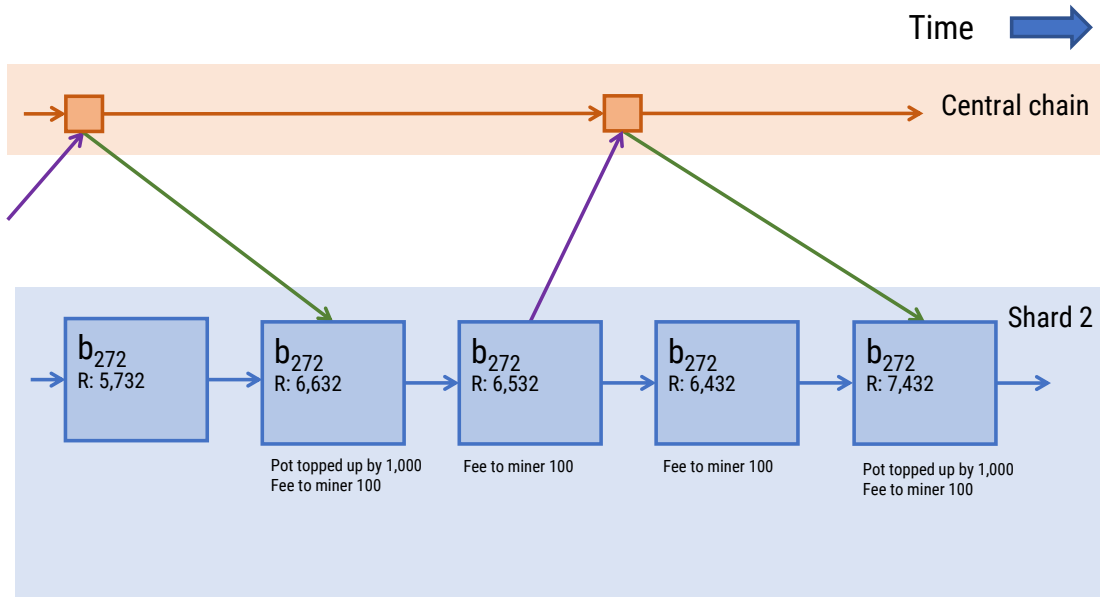 Time
Central chain
Shard 2
b272
R: 5,732
b272
R: 6,632
b272
R: 6,532
b272
R: 6,432
b272
R: 7,432
Pot topped up by 1,000
Fee to miner 100
Fee to miner 100
Fee to miner 100
Pot topped up by 1,000
Fee to miner 100